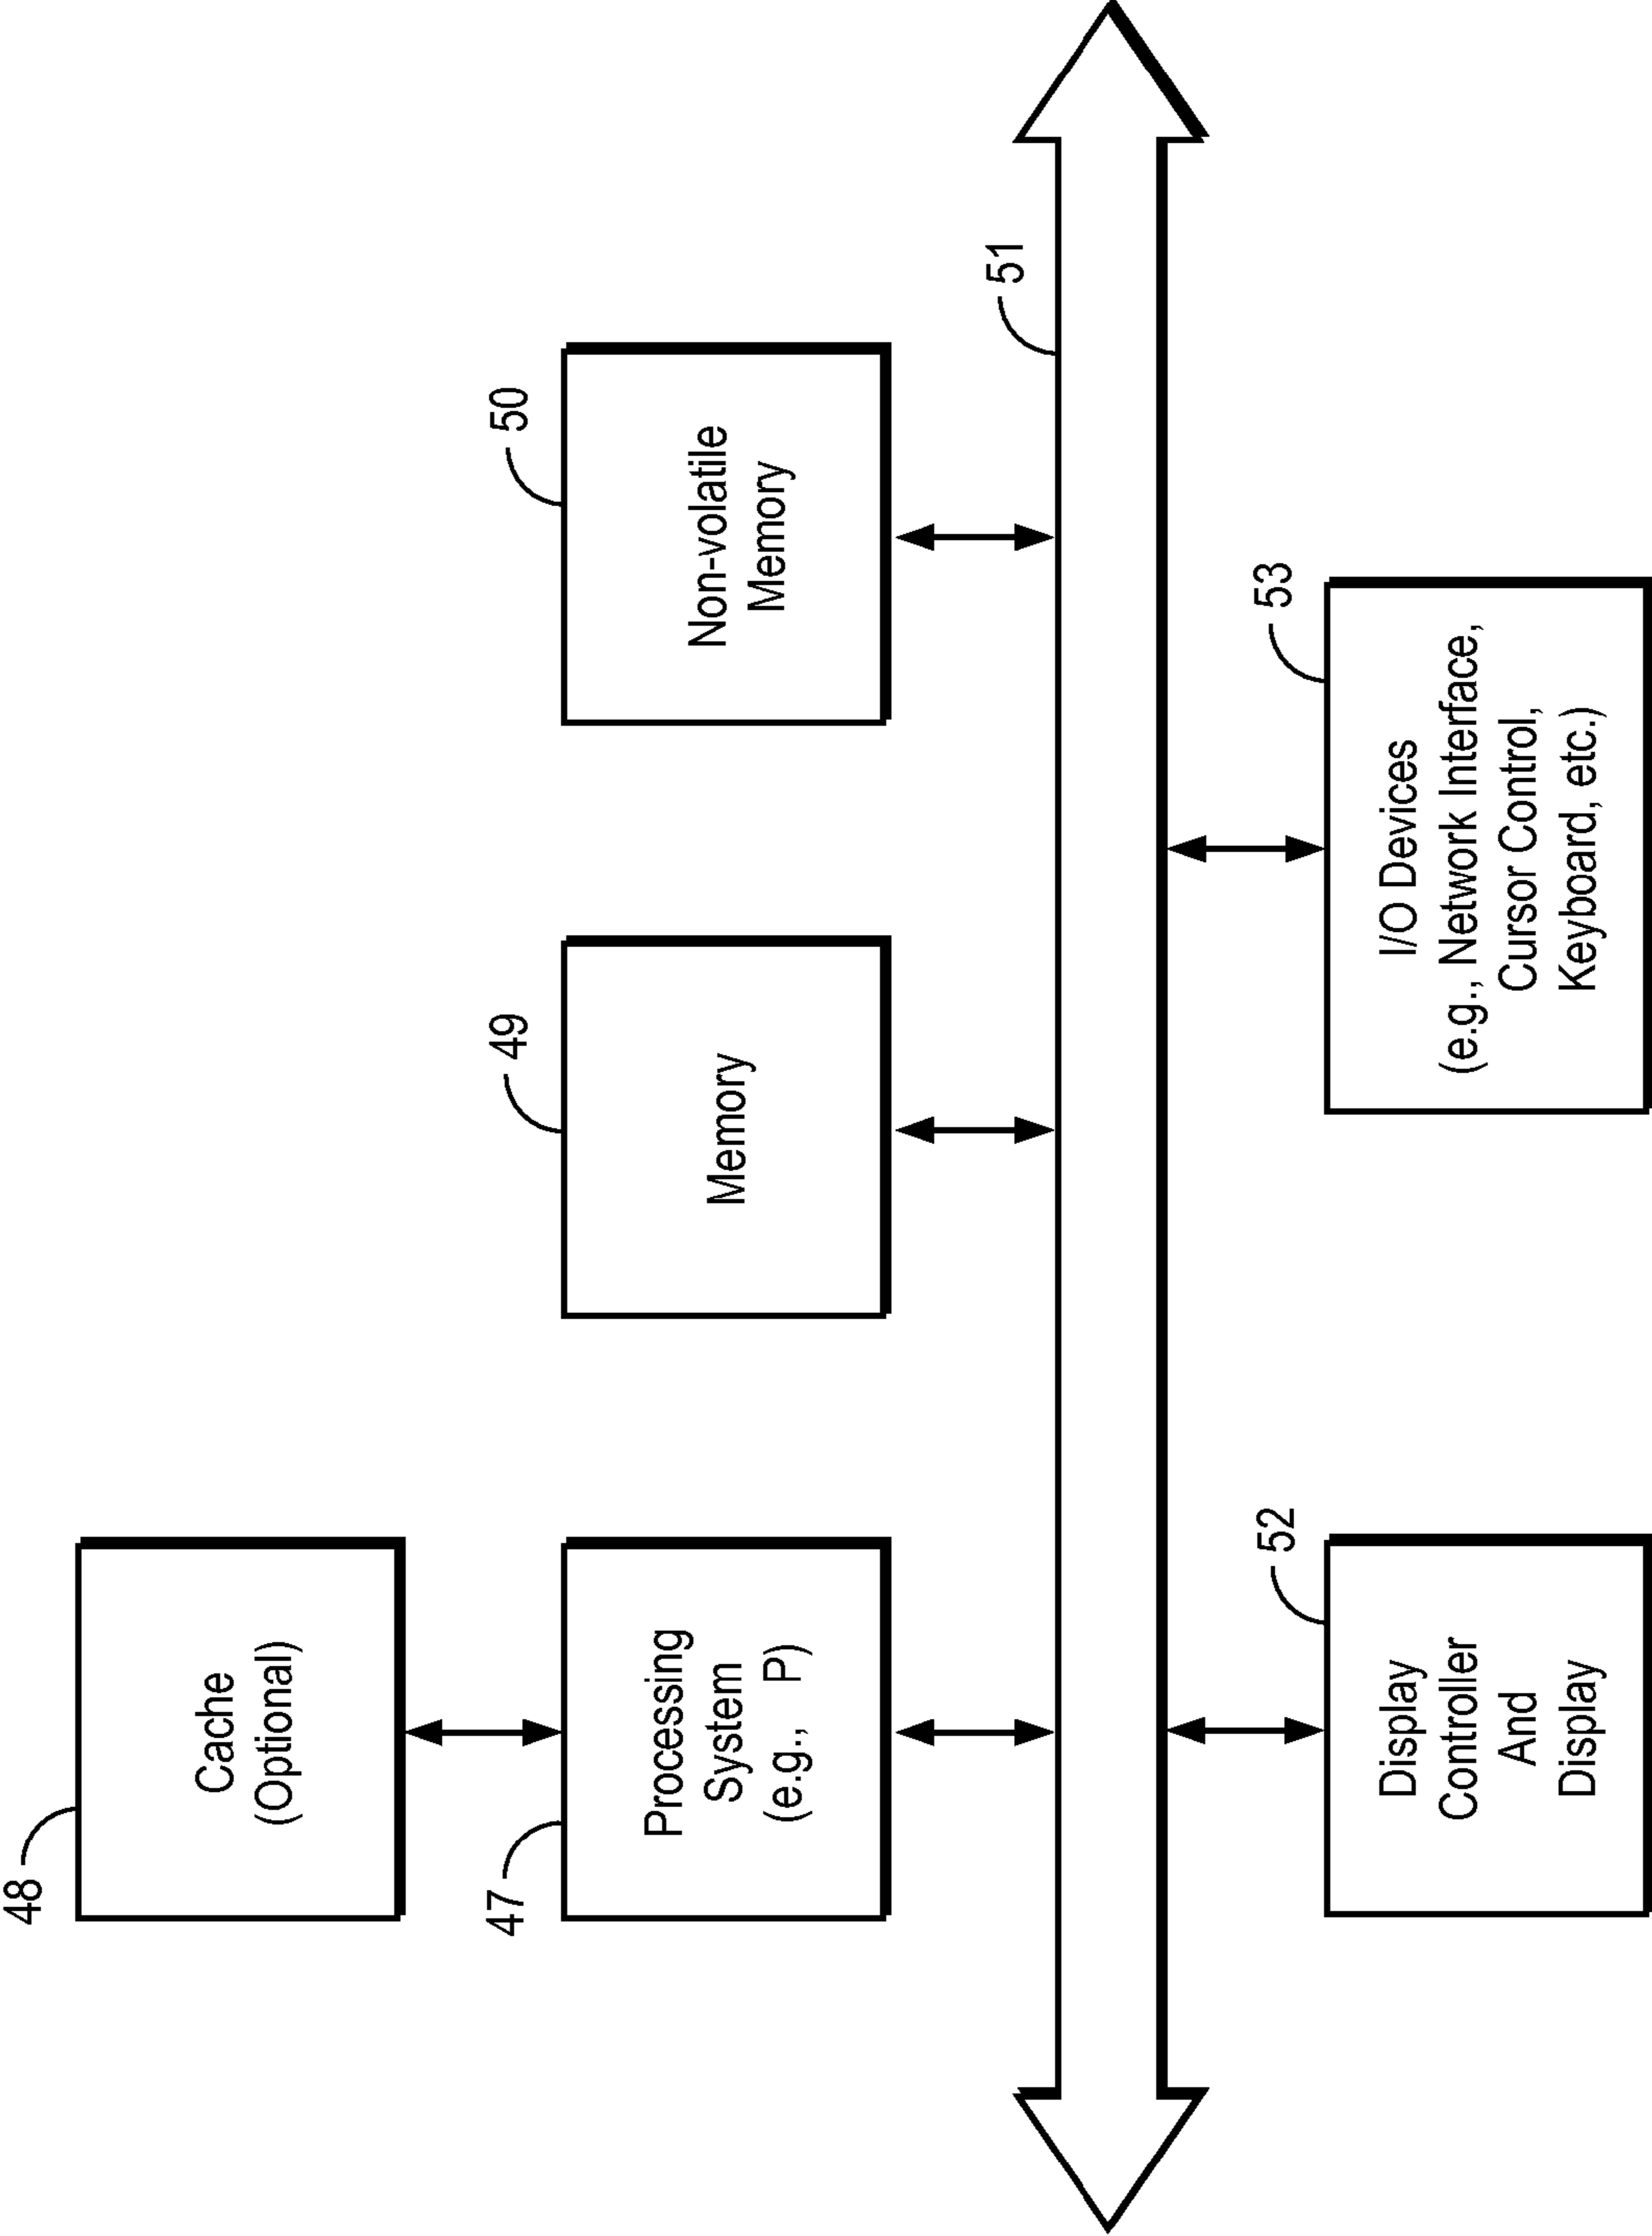 48
Cache
(Optional)
47
Processing
System
(e.g., P)
49
Memory
50
Non-volatile
Memory
51
52
Display
Controller
And
Display
53
I/O Devices
(e.g., Network Interface,
Cursor Control,
Keyboard, etc.)